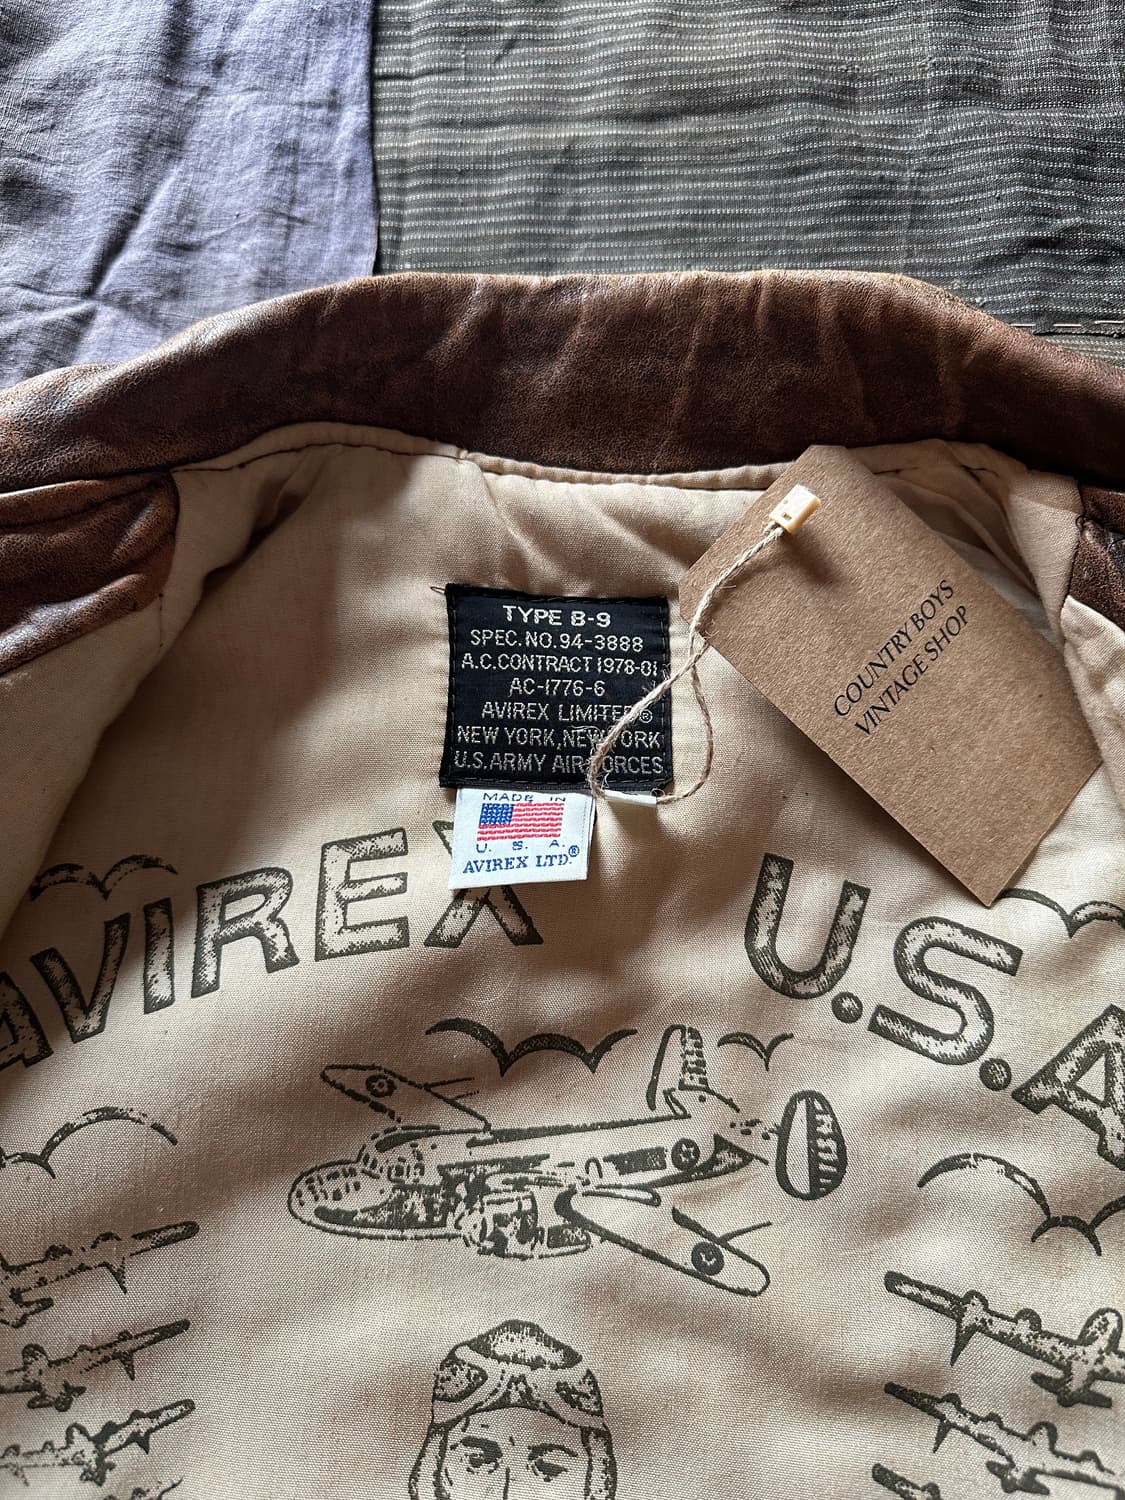 TYPE B-9
SPEC.NO.94-3888
A.C.CONTRACT 1978-01
AC-1776-6
AVIREX LIMITED®
NEW YORK,NEW YORK
U.S.ARMY AIR FORCES
MADE IN
U. S. A.
AVIREX LTD.®
COUNTRY BOYS
VINTAGE SHOP
AVIREX U.S.A